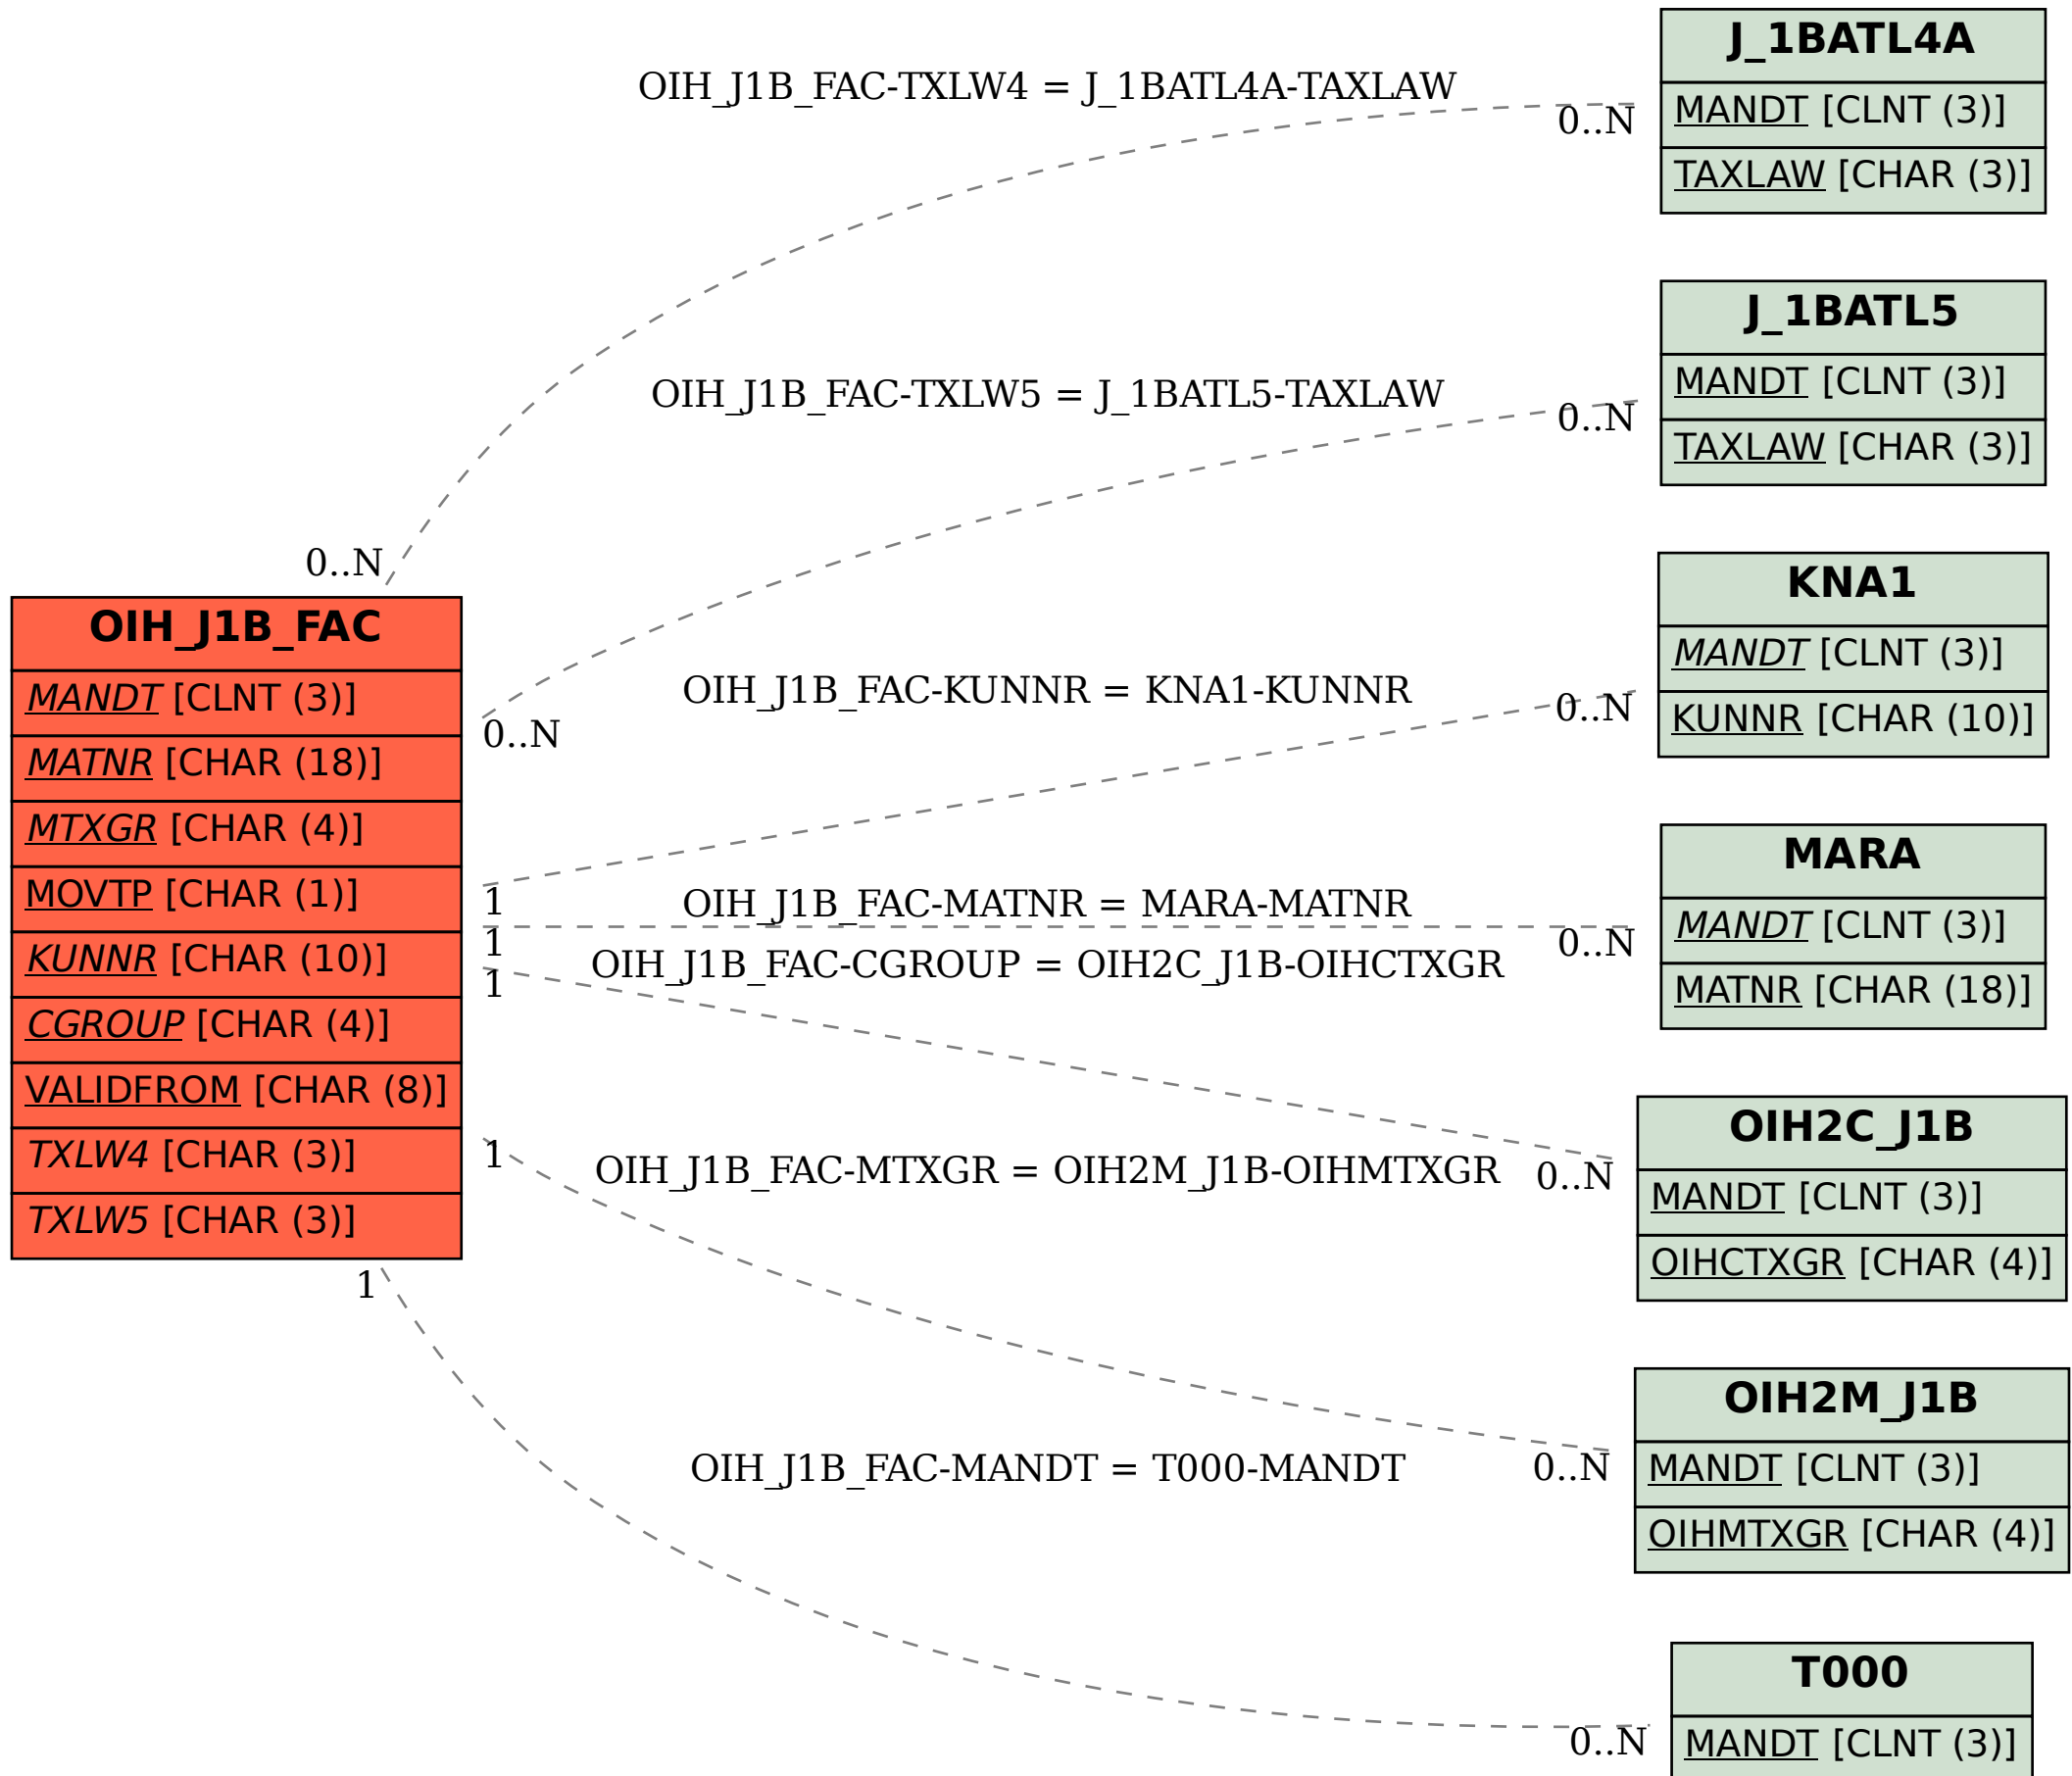 J_1BATL4A
MANDT [CLNT (3)]
TAXLAW [CHAR (3)]
OIH_J1B_FAC-TXLW4 = J_1BATL4A-TAXLAW
0..N
0..N
J_1BATL5
MANDT [CLNT (3)]
TAXLAW [CHAR (3)]
OIH_J1B_FAC-TXLW5 = J_1BATL5-TAXLAW
0..N
0..N
OIH_J1B_FAC
MANDT [CLNT (3)]
MATNR [CHAR (18)]
MTXGR [CHAR (4)]
MOVTP [CHAR (1)]
KUNNR [CHAR (10)]
CGROUP [CHAR (4)]
VALIDFROM [CHAR (8)]
TXLW4 [CHAR (3)]
TXLW5 [CHAR (3)]
KNA1
MANDT [CLNT (3)]
KUNNR [CHAR (10)]
OIH_J1B_FAC-KUNNR = KNA1-KUNNR
0..N
1
MARA
MANDT [CLNT (3)]
MATNR [CHAR (18)]
OIH_J1B_FAC-MATNR = MARA-MATNR
0..N
1
OIH_J1B_FAC-CGROUP = OIH2C_J1B-OIHCTXGR
1
0..N
OIH2C_J1B
MANDT [CLNT (3)]
OIHCTXGR [CHAR (4)]
OIH_J1B_FAC-MTXGR = OIH2M_J1B-OIHMTXGR
1
0..N
OIH2M_J1B
MANDT [CLNT (3)]
OIHMTXGR [CHAR (4)]
OIH_J1B_FAC-MANDT = T000-MANDT
1
0..N
T000
MANDT [CLNT (3)]